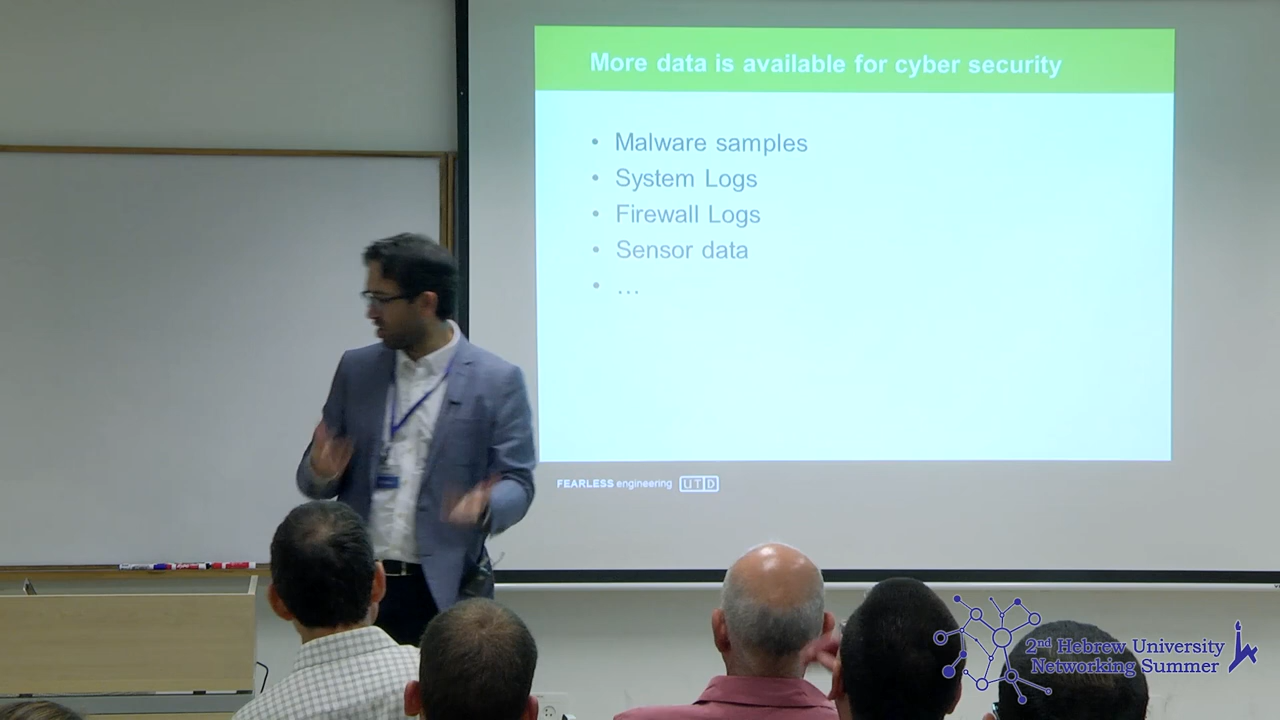 More data is available for cyber security
• Malware samples
• System Logs
• Firewall Logs
• Sensor data
• ...
FEARLESS engineering UTD
2nd Hebrew University
Networking Summer